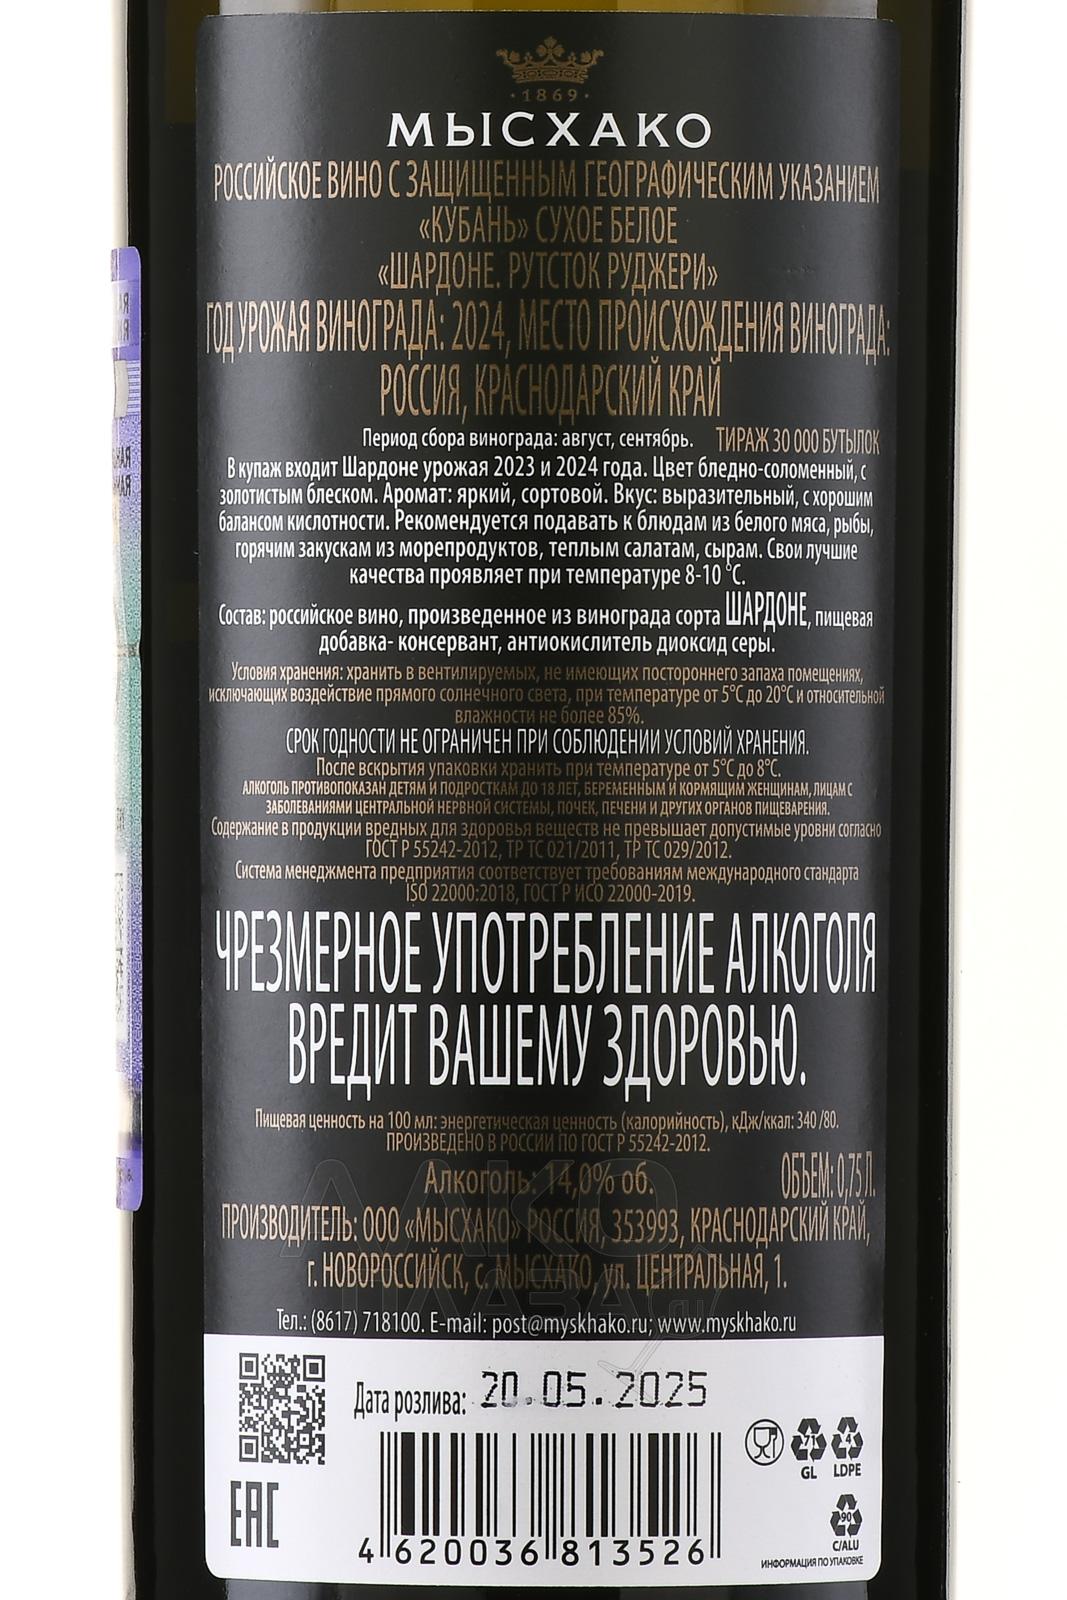 ·1869·
МЫСХАКО
РОССИЙСКОЕ ВИНО С ЗАЩИЩЕННЫМ ГЕОГРАФИЧЕСКИМ УКАЗАНИЕМ
«КУБАНЬ» СУХОЕ БЕЛОЕ
«ШАРДОНЕ. РУТСТОК РУДЖЕРИ»
ГОД УРОЖАЯ ВИНОГРАДА: 2024, МЕСТО ПРОИСХОЖДЕНИЯ ВИНОГРАДА:
РОССИЯ, КРАСНОДАРСКИЙ КРАЙ
Период сбора винограда: август, сентябрь. ТИРАЖ 30 000 БУТЫЛОК
В купаж входит Шардоне урожая 2023 и 2024 года. Цвет бледно-соломенный, с
золотистым блеском. Аромат: яркий, сортовой. Вкус: выразительный, с хорошим
балансом кислотности. Рекомендуется подавать к блюдам из белого мяса, рыбы,
горячим закускам из морепродуктов, теплым салатам, сырам. Свои лучшие
качества проявляет при температуре 8-10 °С.
Состав: российское вино, произведенное из винограда сорта ШАРДОНЕ, пищевая
добавка- консервант, антиокислитель диоксид серы.
Условия хранения: хранить в вентилируемых, не имеющих постороннего запаха помещениях,
исключающих воздействие прямого солнечного света, при температуре от 5°С до 20°С и относительной
влажности не более 85%.
СРОК ГОДНОСТИ НЕ ОГРАНИЧЕН ПРИ СОБЛЮДЕНИИ УСЛОВИЙ ХРАНЕНИЯ.
После вскрытия упаковки хранить при температуре от 5°С до 8°С.
АЛКОГОЛЬ ПРОТИВОПОКАЗАН ДЕТЯМ И ПОДРОСТКАМ ДО 18 ЛЕТ, БЕРЕМЕННЫМ И КОРМЯЩИМ ЖЕНЩИНАМ, ЛИЦАМ С
ЗАБОЛЕВАНИЯМИ ЦЕНТРАЛЬНОЙ НЕРВНОЙ СИСТЕМЫ, ПОЧЕК, ПЕЧЕНИ И ДРУГИХ ОРГАНОВ ПИЩЕВАРЕНИЯ.
Содержание в продукции вредных для здоровья веществ не превышает допустимые уровни согласно
ГОСТ Р 55242-2012, ТР ТС 021/2011, ТР ТС 029/2012.
Система менеджмента предприятия соответствует требованиям международного стандарта
ISO 22000:2018, ГОСТ Р ИСО 22000-2019.
ЧРЕЗМЕРНОЕ УПОТРЕБЛЕНИЕ АЛКОГОЛЯ
ВРЕДИТ ВАШЕМУ ЗДОРОВЬЮ.
Пищевая ценность на 100 мл: энергетическая ценность (калорийность), кДж/ккал: 340 /80.
ПРОИЗВЕДЕНО В РОССИИ ПО ГОСТ Р 55242-2012.
Алкоголь: 14,0% об. ОБЪЕМ: 0,75 Л.
ПРОИЗВОДИТЕЛЬ: ООО «МЫСХАКО» РОССИЯ, 353993, КРАСНОДАРСКИЙ КРАЙ,
г. НОВОРОССИЙСК, с. МЫСХАКО, ул. ЦЕНТРАЛЬНАЯ, 1.
Тел.: (8617) 718100. E-mail: post@myskhako.ru; www.myskhako.ru
Дата розлива: 20.05.2025
71 4
GL LDPE
90
C/ALU
ИНФОРМАЦИЯ ПО УПАКОВКЕ
EAC
4 620036 813526
АЛКО
ПЛАЗА
.ru